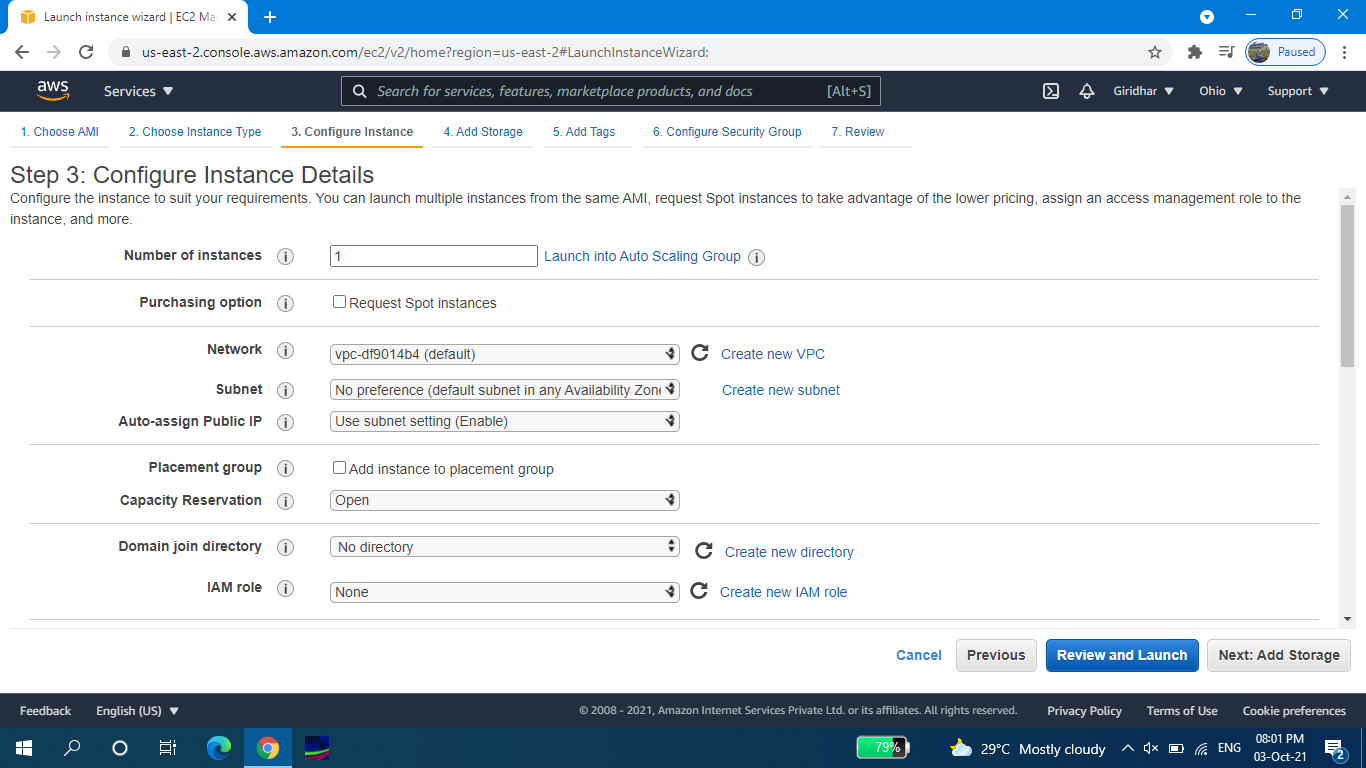 Launch instance wizard | EC2 Ma
us-east-2.console.aws.amazon.com/ec2/v2/home?region=us-east-2#LaunchInstanceWizard:
Paused
aws
Services
Search for services, features, marketplace products, and docs
[Alt+S]
Giridhar
Ohio
Support
1. Choose AMI
2. Choose Instance Type
3. Configure Instance
4. Add Storage
5. Add Tags
6. Configure Security Group
7. Review
Step 3: Configure Instance Details
Configure the instance to suit your requirements. You can launch multiple instances from the same AMI, request Spot instances to take advantage of the lower pricing, assign an access management role to the
instance, and more.
Number of instances i 1 Launch into Auto Scaling Group i
Purchasing option i Request Spot instances
Network i vpc-df9014b4 (default) Create new VPC
Subnet i No preference (default subnet in any Availability Zone Create new subnet
Auto-assign Public IP i Use subnet setting (Enable)
Placement group i Add instance to placement group
Capacity Reservation i Open
Domain join directory i No directory Create new directory
IAM role i None Create new IAM role
Cancel
Previous
Review and Launch
Next: Add Storage
Feedback
English (US)
© 2008 - 2021, Amazon Internet Services Private Ltd. or its affiliates. All rights reserved.
Privacy Policy
Terms of Use
Cookie preferences
79%
29°C Mostly cloudy
ENG
08:01 PM
03-Oct-21
2